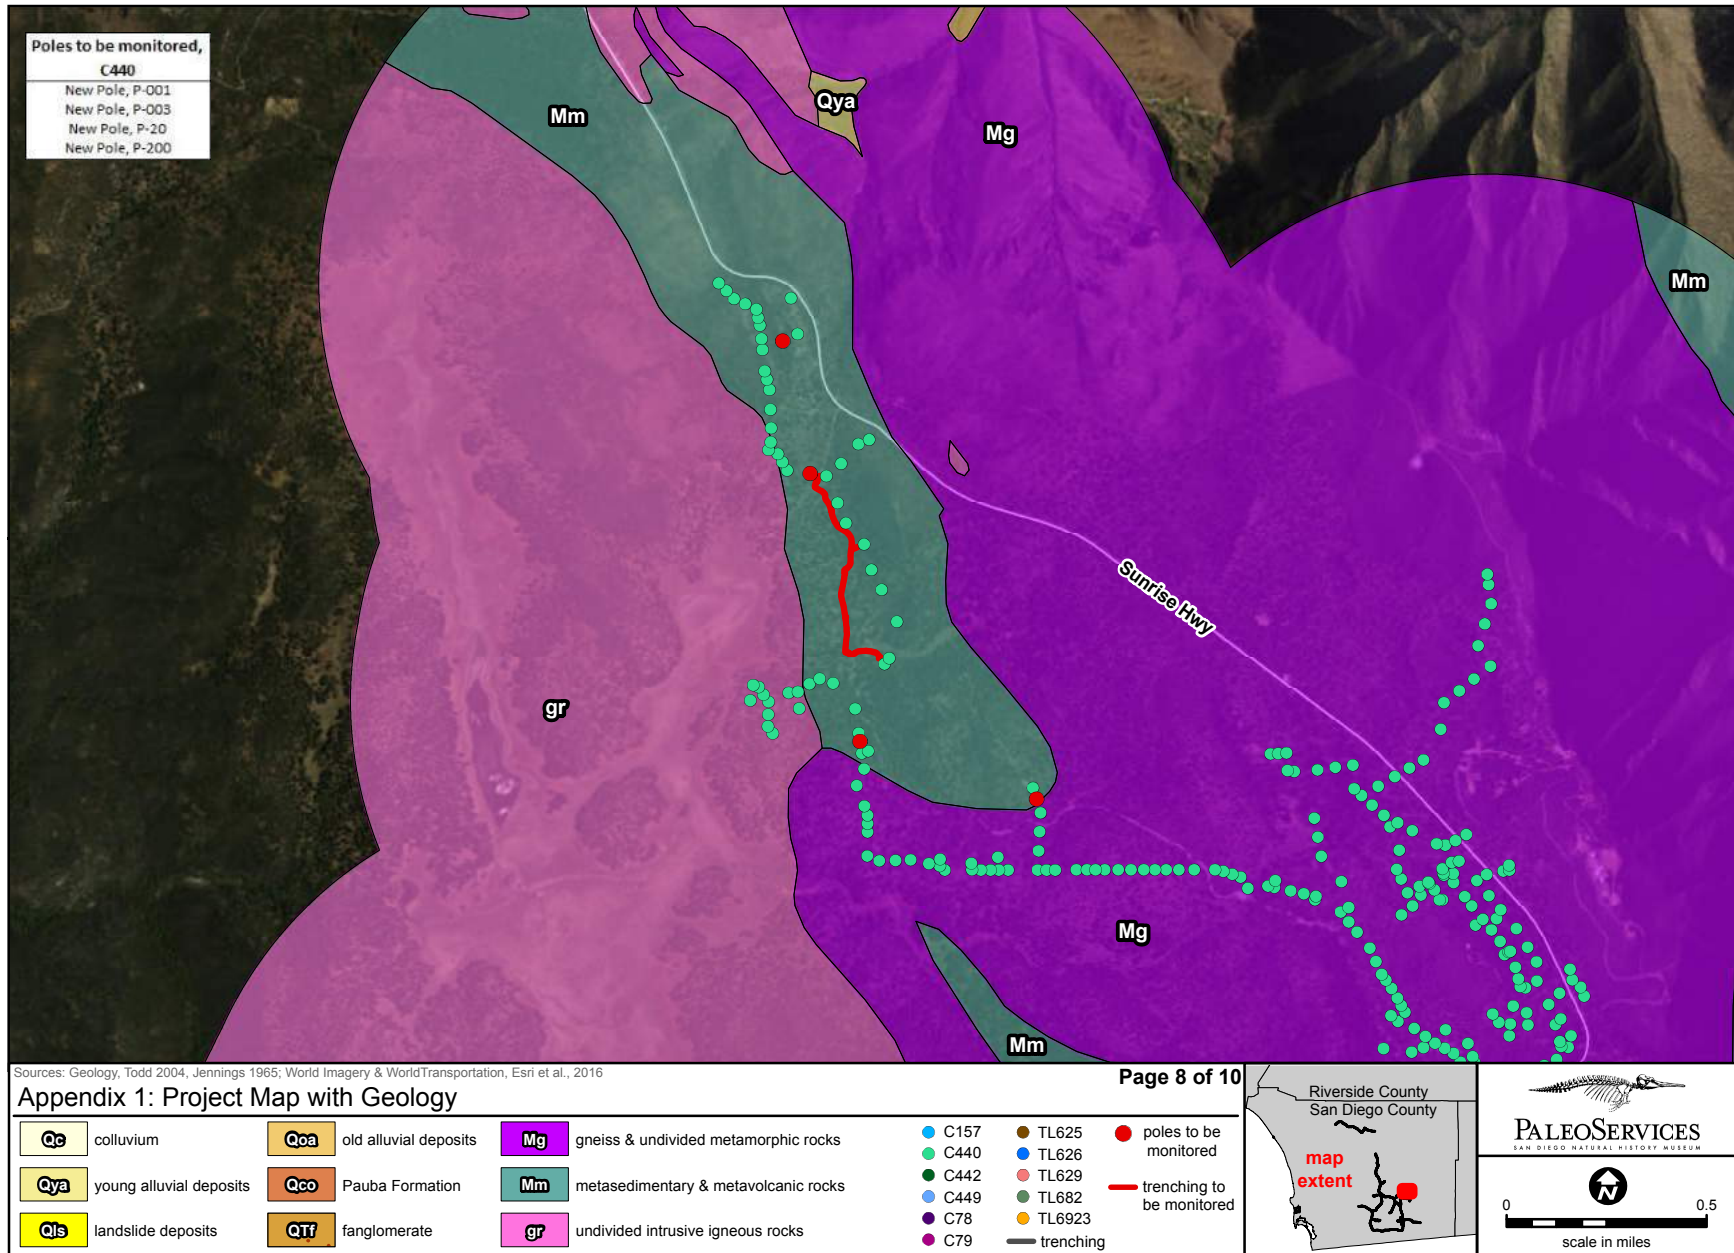 Poles to be monitored,
C440
New Pole, P-001
New Pole, P-003
New Pole, P-20
New Pole, P-200
Mm
Qya
Mg
Mm
Sunrise Hwy
gr
Mg
Mm
Sources: Geology, Todd 2004, Jennings 1965; World Imagery & WorldTransportation, Esri et al., 2016
Appendix 1: Project Map with Geology
Page 8 of 10
Qc colluvium
Qya young alluvial deposits
Qls landslide deposits
Qoa old alluvial deposits
Qco Pauba Formation
QTf fanglomerate
Mg gneiss & undivided metamorphic rocks
Mm metasedimentary & metavolcanic rocks
gr undivided intrusive igneous rocks
C157
C440
C442
C449
C78
C79
TL625
TL626
TL629
TL682
TL6923
trenching
poles to be
monitored
trenching to
be monitored
Riverside County
San Diego County
map
extent
PALEOSERVICES
SAN DIEGO NATURAL HISTORY MUSEUM
N
0 0.5
scale in miles